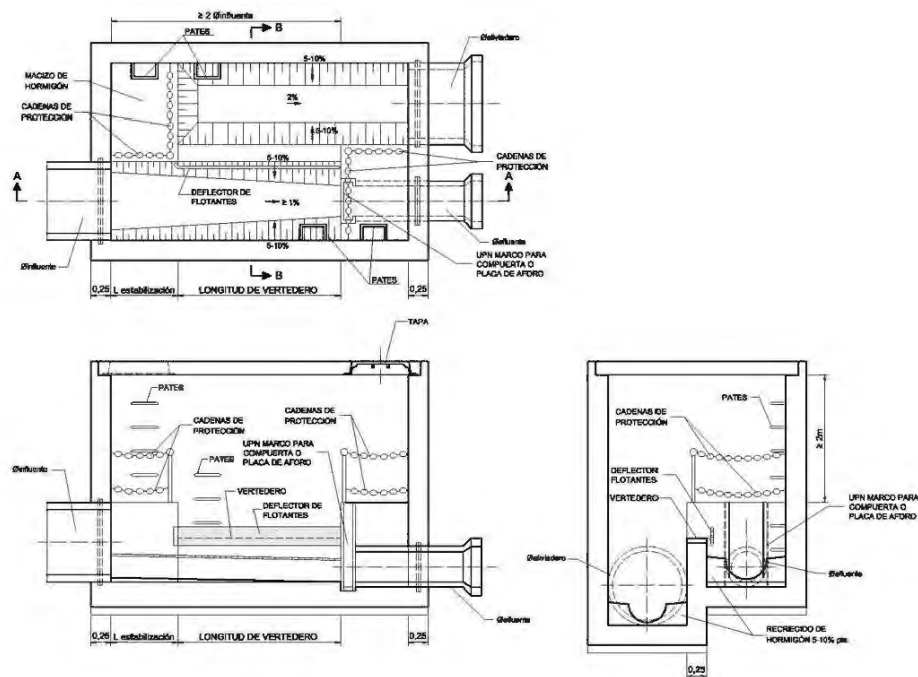 ≥ 2 Øinfluente
B
PATES
Øaliviadero
5-10%
MACIZO DE
HORMIGÓN
2%
CADENAS DE
PROTECCIÓN
5-10%
5-10%
CADENAS DE
PROTECCIÓN
A
A
DEFLECTOR DE
FLOTANTES
≥ 1%
Øefluente
5-10%
UPN MARCO PARA
COMPUERTA O
PLACA DE AFORO
Øinfluente
B
PATES
0,25
L estabilización
LONGITUD DE VERTEDERO
0,25
TAPA
PATES
CADENAS DE
PROTECCIÓN
CADENAS DE
PROTECCIÓN
UPN MARCO PARA
COMPUERTA O
PLACA DE AFORO
Øinfluente
PATES
VERTEDERO
DEFLECTOR DE
FLOTANTES
Øefluente
0,25
L estabilización
LONGITUD DE VERTEDERO
0,25
PATES
CADENAS DE
PROTECCIÓN
≥ 2m
DEFLECTOR
FLOTANTES
VERTEDERO
UPN MARCO PARA
COMPUERTA O
PLACA DE AFORO
Øaliviadero
Øefluente
RECRECIDO DE
HORMIGÓN 5-10% pte.
0,25